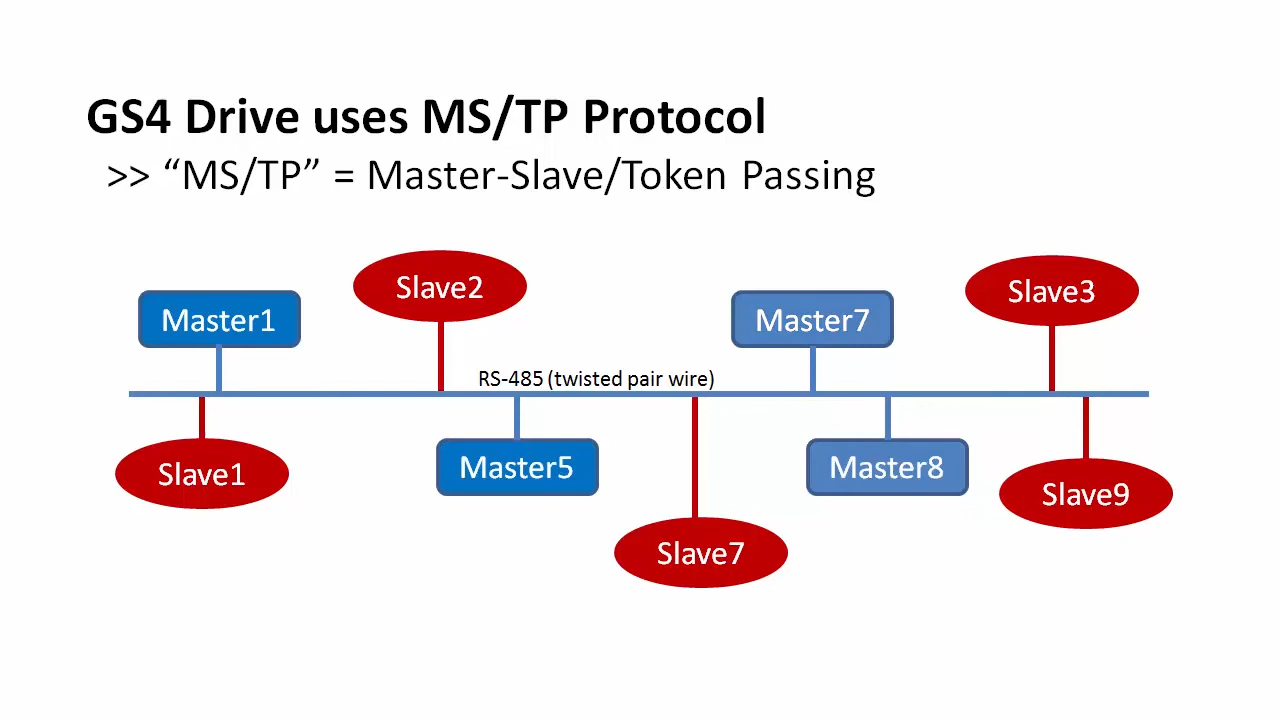 GS4 Drive uses MS/TP Protocol
>> “MS/TP” = Master-Slave/Token Passing
Slave2
Slave3
Master1
Master7
RS-485 (twisted pair wire)
Slave1
Master5
Master8
Slave9
Slave7